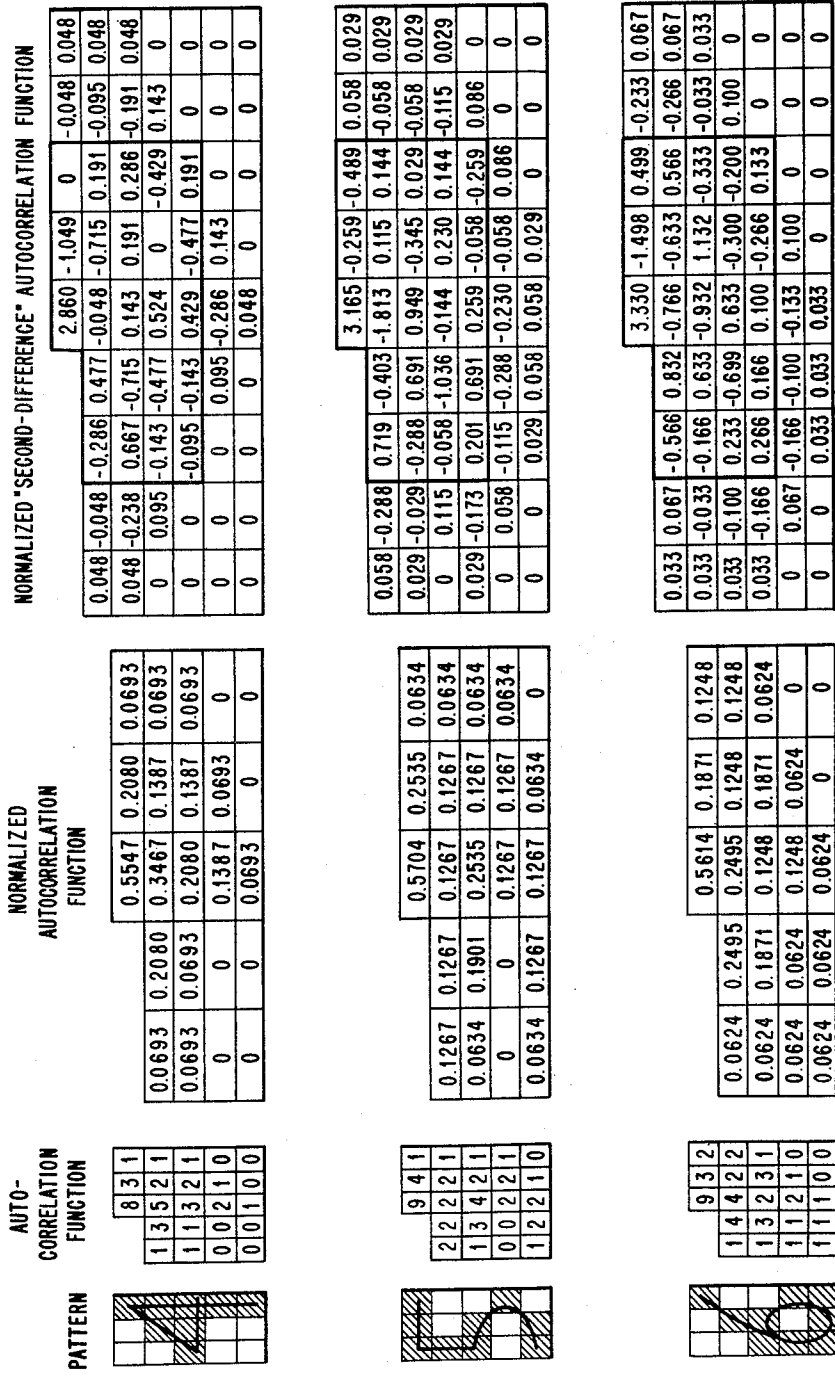 PATTERN AUTO-CORRELATION FUNCTION NORMALIZED AUTOCORRELATION FUNCTION NORMALIZED "SECOND-DIFFERENCE" AUTOCORRELATION FUNCTION
8 3 1 0.5547 0.2080 0.0693 2.860 -1.049 0 -0.048 0.048
1 3 5 2 1 0.0693 0.2080 0.3467 0.1387 0.0693 0.048 -0.048 -0.286 0.477 -0.048 -0.715 0.191 -0.095 0.048
1 1 3 2 1 0.0693 0.0693 0.2080 0.1387 0.0693 0.048 -0.238 0.667 -0.715 0.143 0.191 0.286 -0.191 0.048
0 0 2 1 0 0 0 0.1387 0.0693 0 0 0.095 -0.143 -0.477 0.524 0 -0.429 0.143 0
0 0 1 0 0 0 0 0.0693 0 0 0 0 -0.095 -0.143 0.429 -0.477 0.191 0 0
0 0 0 0.095 -0.286 0.143 0 0 0
0 0 0 0 0.048 0 0 0 0
9 4 1 0.5704 0.2535 0.0634 3.165 -0.259 -0.489 0.058 0.029
2 2 2 2 1 0.1267 0.1267 0.1267 0.1267 0.0634 0.058 -0.288 0.719 -0.403 -1.813 0.115 0.144 -0.058 0.029
1 3 4 2 1 0.0634 0.1901 0.2535 0.1267 0.0634 0.029 -0.029 -0.288 0.691 0.949 -0.345 0.029 -0.058 0.029
0 0 2 2 1 0 0 0.1267 0.1267 0.0634 0 0.115 -0.058 -1.036 -0.144 0.230 0.144 -0.115 0.029
1 2 2 1 0 0.0634 0.1267 0.1267 0.0634 0 0.029 -0.173 0.201 0.691 0.259 -0.058 -0.259 0.086 0
0 0.058 -0.115 -0.288 -0.230 -0.058 0.086 0 0
0 0 0.029 0.058 0.058 0.029 0 0 0
9 3 2 0.5614 0.1871 0.1248 3.330 -1.498 0.499 -0.233 0.067
1 4 4 2 2 0.0624 0.2495 0.2495 0.1248 0.1248 0.033 0.067 -0.566 0.832 -0.766 -0.633 0.566 -0.266 0.067
1 3 2 3 1 0.0624 0.1871 0.1248 0.1871 0.0624 0.033 -0.033 -0.166 0.633 -0.932 1.132 -0.333 -0.033 0.033
1 1 2 1 0 0.0624 0.0624 0.1248 0.0624 0 0.033 -0.100 0.233 -0.699 0.633 -0.300 -0.200 0.100 0
1 1 1 0 0 0.0624 0.0624 0.0624 0 0 0.033 -0.166 0.266 0.166 0.100 -0.266 0.133 0 0
0 0.067 -0.166 -0.100 -0.133 0.100 0 0 0
0 0 0.033 0.033 0.033 0 0 0 0